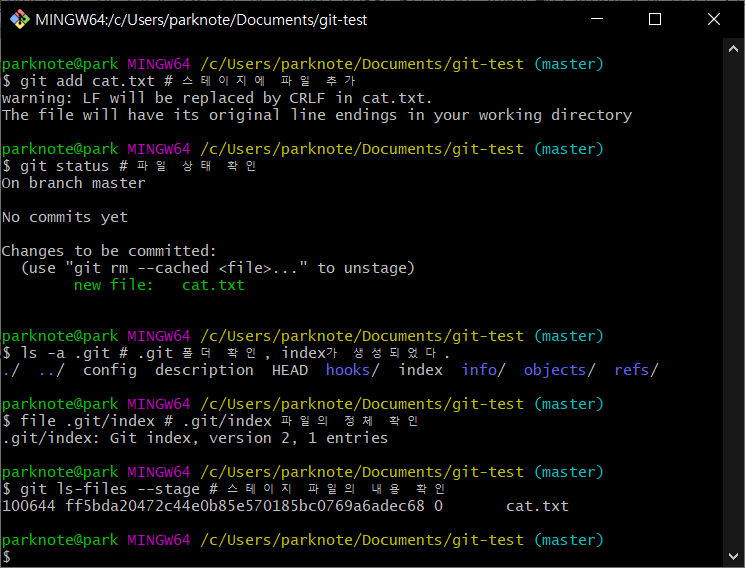 MINGW64:/c/Users/parknote/Documents/git-test
parknote@park MINGW64 /c/Users/parknote/Documents/git-test (master)
$ git add cat.txt # 스테이지에 파일 추가
warning: LF will be replaced by CRLF in cat.txt.
The file will have its original line endings in your working directory
parknote@park MINGW64 /c/Users/parknote/Documents/git-test (master)
$ git status # 파일 상태 확인
On branch master
No commits yet
Changes to be committed:
(use "git rm --cached <file>..." to unstage)
new file:   cat.txt
parknote@park MINGW64 /c/Users/parknote/Documents/git-test (master)
$ ls -a .git # .git 폴더 확인, index가 생성되었다.
./  ../  config  description  HEAD  hooks/  index  info/  objects/  refs/
parknote@park MINGW64 /c/Users/parknote/Documents/git-test (master)
$ file .git/index # .git/index 파일의 정체 확인
.git/index: Git index, version 2, 1 entries
parknote@park MINGW64 /c/Users/parknote/Documents/git-test (master)
$ git ls-files --stage # 스테이지 파일의 내용 확인
100644 ff5bda20472c44e0b85e570185bc0769a6adec68 0       cat.txt
parknote@park MINGW64 /c/Users/parknote/Documents/git-test (master)
$